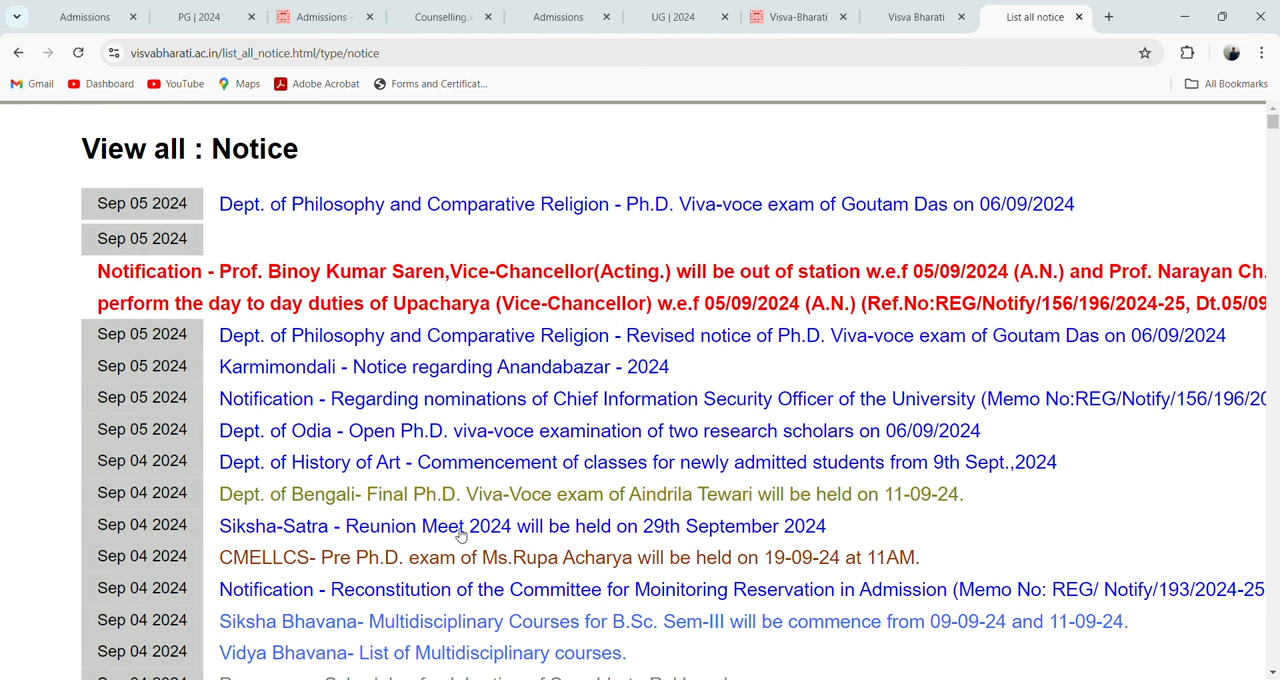 Admissions
PG | 2024
Admissions -
Counselling.
Admissions
UG | 2024
Visva-Bharati
Visva Bharati
List all notice
visvabharati.ac.in/list_all_notice.html/type/notice
Gmail
Dashboard
YouTube
Maps
Adobe Acrobat
Forms and Certificat...
All Bookmarks
View all : Notice
Sep 05 2024 Dept. of Philosophy and Comparative Religion - Ph.D. Viva-voce exam of Goutam Das on 06/09/2024
Sep 05 2024
Notification - Prof. Binoy Kumar Saren,Vice-Chancellor(Acting.) will be out of station w.e.f 05/09/2024 (A.N.) and Prof. Narayan Ch.
perform the day to day duties of Upacharya (Vice-Chancellor) w.e.f 05/09/2024 (A.N.) (Ref.No:REG/Notify/156/196/2024-25, Dt.05/09
Sep 05 2024 Dept. of Philosophy and Comparative Religion - Revised notice of Ph.D. Viva-voce exam of Goutam Das on 06/09/2024
Sep 05 2024 Karmimondali - Notice regarding Anandabazar - 2024
Sep 05 2024 Notification - Regarding nominations of Chief Information Security Officer of the University (Memo No:REG/Notify/156/196/20
Sep 05 2024 Dept. of Odia - Open Ph.D. viva-voce examination of two research scholars on 06/09/2024
Sep 04 2024 Dept. of History of Art - Commencement of classes for newly admitted students from 9th Sept.,2024
Sep 04 2024 Dept. of Bengali- Final Ph.D. Viva-Voce exam of Aindrila Tewari will be held on 11-09-24.
Sep 04 2024 Siksha-Satra - Reunion Meet 2024 will be held on 29th September 2024
Sep 04 2024 CMELLCS- Pre Ph.D. exam of Ms.Rupa Acharya will be held on 19-09-24 at 11AM.
Sep 04 2024 Notification - Reconstitution of the Committee for Moinitoring Reservation in Admission (Memo No: REG/ Notify/193/2024-25
Sep 04 2024 Siksha Bhavana- Multidisciplinary Courses for B.Sc. Sem-III will be commence from 09-09-24 and 11-09-24.
Sep 04 2024 Vidya Bhavana- List of Multidisciplinary courses.